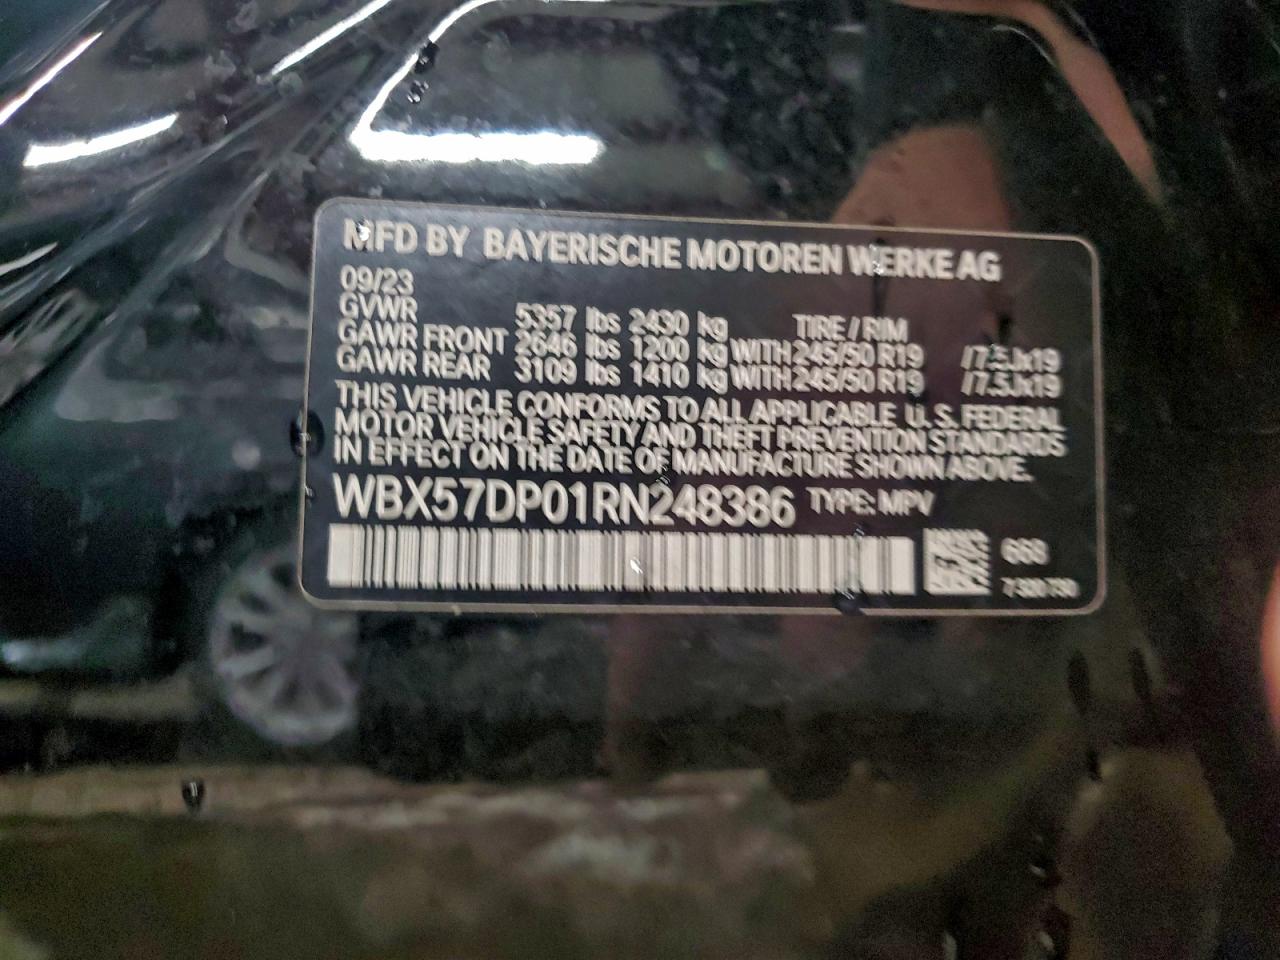 MFD BY BAYERISCHE MOTOREN WERKE AG
09/23
GVWR 5357 lbs 2430 kg TIRE / RIM
GAWR FRONT 2646 lbs 1200 kg WITH 245/50 R19 /7.5Jx19
GAWR REAR 3109 lbs 1410 kg WITH 245/50 R19 /7.5Jx19
THIS VEHICLE CONFORMS TO ALL APPLICABLE U.S. FEDERAL
MOTOR VEHICLE SAFETY AND THEFT PREVENTION STANDARDS
IN EFFECT ON THE DATE OF MANUFACTURE SHOWN ABOVE.
WBX57DP01RN248386 TYPE: MPV
668